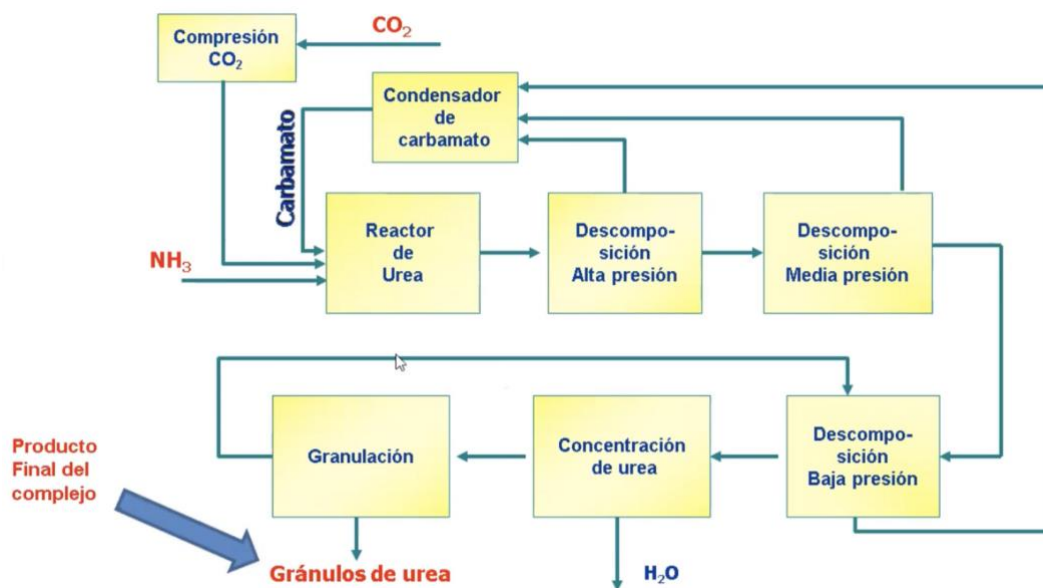 Compresión
CO₂
CO₂
Condensador
de
carbamato
Carbamato
NH₃
Reactor
de
Urea
Descompo-
sición
Alta presión
Descompo-
sición
Media presión
Producto
Final del
complejo
Granulación
Concentración
de urea
Descompo-
sición
Baja presión
Gránulos de urea
H₂O